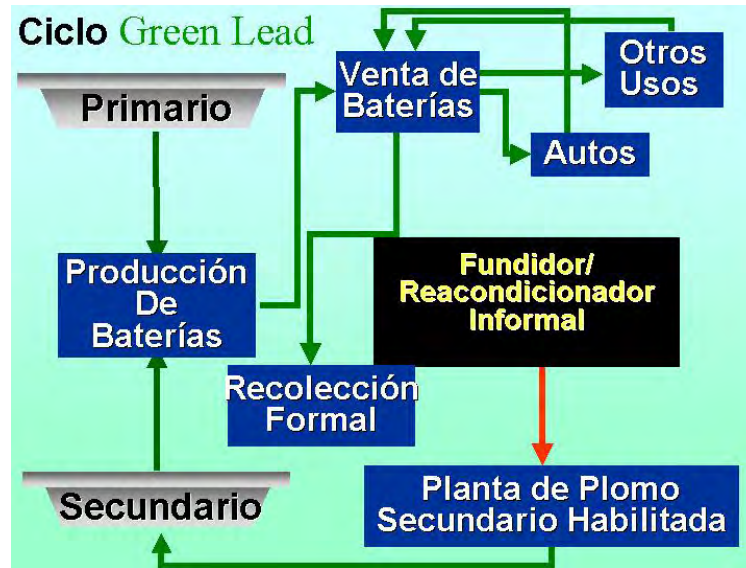 Ciclo Green Lead
Primario
Venta de
Baterías
Otros
Usos
Autos
Producción
De
Baterías
Fundidor/
Reacondicionador
Informal
Recolección
Formal
Secundario
Planta de Plomo
Secundario Habilitada